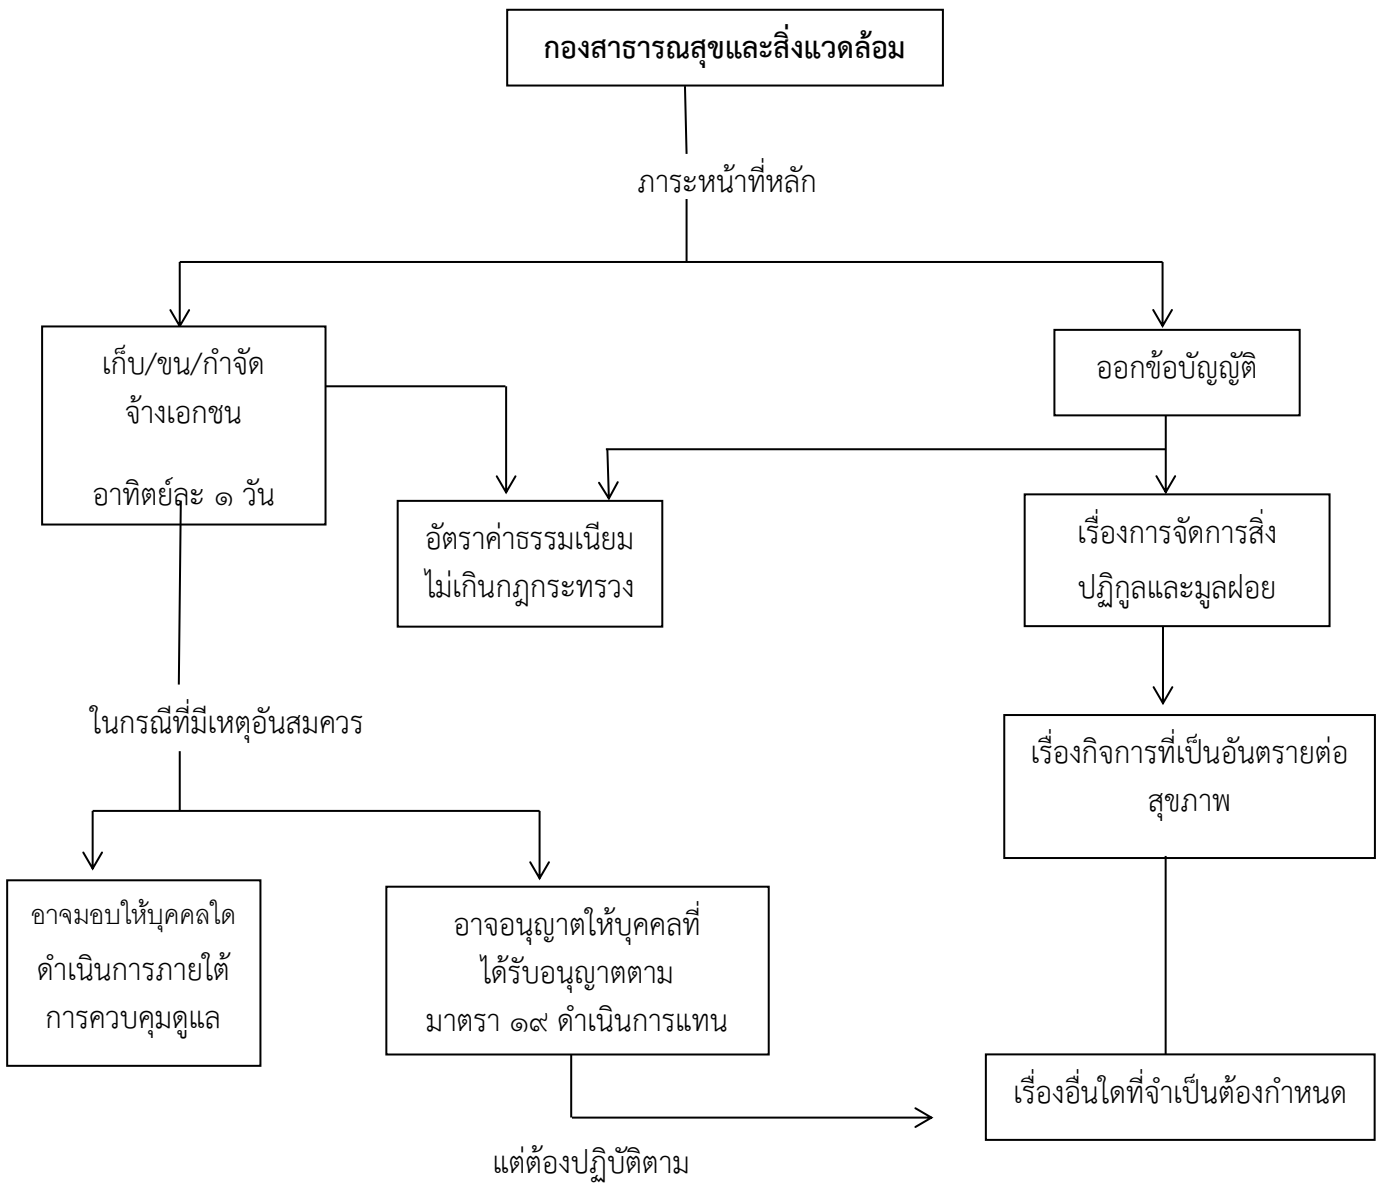 กองสาธารณสุขและสิ่งแวดล้อม
ภาระหน้าที่หลัก
เก็บ/ขน/กำจัด
จ้างเอกชน
อาทิตย์ละ ๑ วัน
ออกข้อบัญญัติ
อัตราค่าธรรมเนียม
ไม่เกินกฎกระทรวง
เรื่องการจัดการสิ่ง
ปฏิกูลและมูลฝอย
ในกรณีที่มีเหตุอันสมควร
เรื่องกิจการที่เป็นอันตรายต่อ
สุขภาพ
อาจมอบให้บุคคลใด
ดำเนินการภายใต้
การควบคุมดูแล
อาจอนุญาตให้บุคคลที่
ได้รับอนุญาตตาม
มาตรา ๑๙ ดำเนินการแทน
เรื่องอื่นใดที่จำเป็นต้องกำหนด
แต่ต้องปฏิบัติตาม